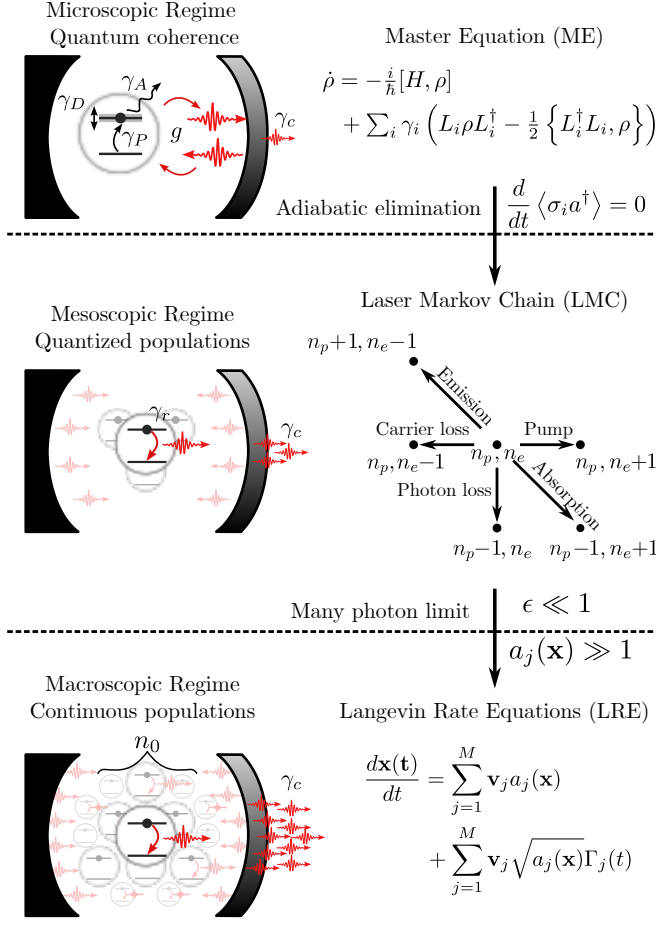 Microscopic Regime
Quantum coherence
γ_A
γ_D
γ_P
g
γ_c
Master Equation (ME)
ρ̇ = −i/ħ [H, ρ]
+ ∑_i γ_i (L_i ρ L_i^† − 1/2 {L_i^† L_i, ρ})
Adiabatic elimination
d/dt ⟨σ_i a^†⟩ = 0
Mesoscopic Regime
Quantized populations
γ_r
γ_c
Laser Markov Chain (LMC)
n_p+1, n_e−1
Emission
Carrier loss
Pump
n_p, n_e−1
n_p, n_e
n_p, n_e+1
Absorption
Photon loss
n_p−1, n_e
n_p−1, n_e+1
Many photon limit
ϵ ≪ 1
a_j(𝐱) ≫ 1
Macroscopic Regime
Continuous populations
n_0
γ_c
Langevin Rate Equations (LRE)
d𝐱(𝐭)/dt = ∑_{j=1}^{M} 𝐯_j a_j(𝐱)
+ ∑_{j=1}^{M} 𝐯_j √(a_j(𝐱)) Γ_j(t)